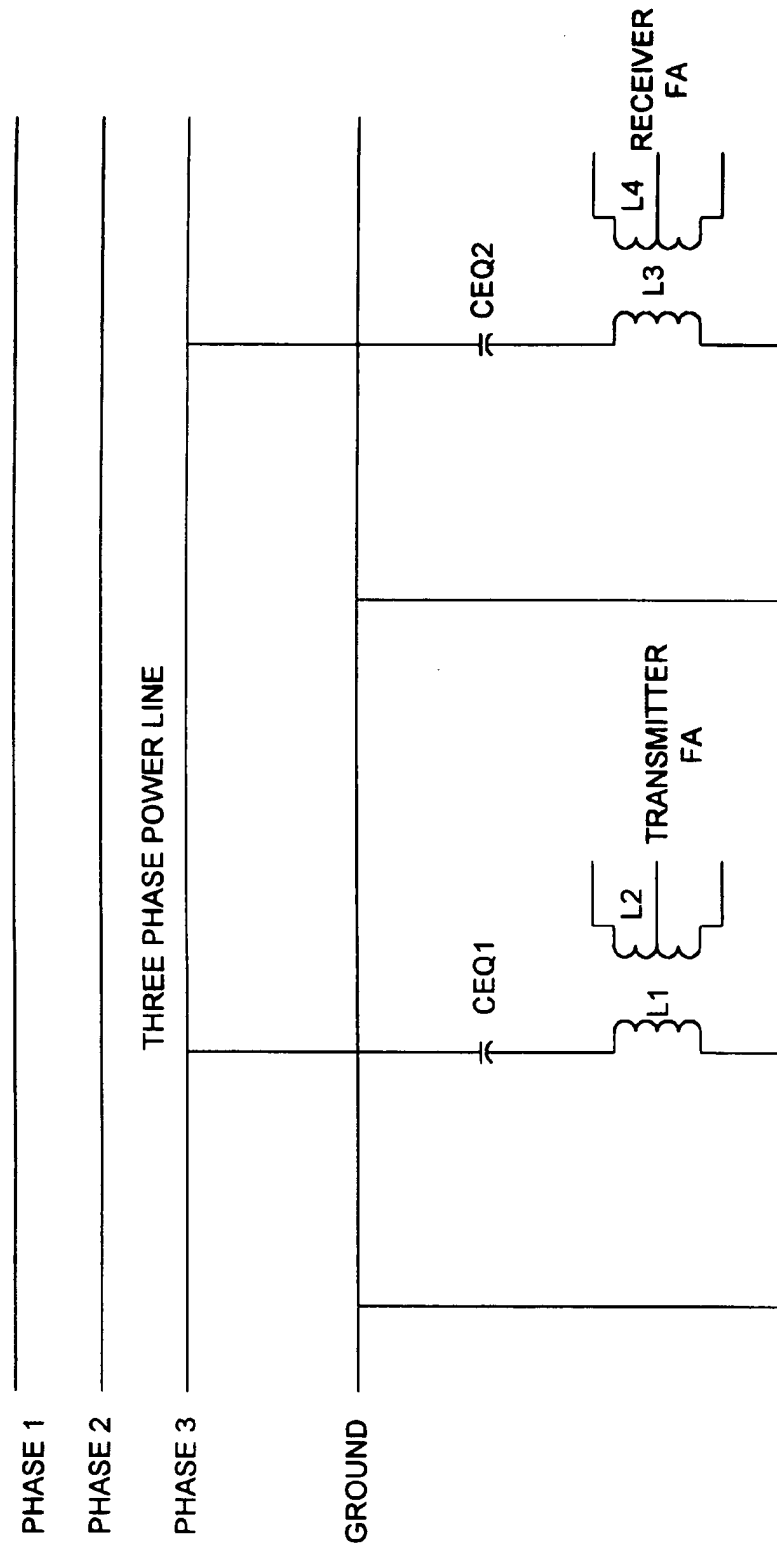 PHASE 1
PHASE 2
PHASE 3
THREE PHASE POWER LINE
GROUND
CEQ1
L1
L2
TRANSMITTER
FA
CEQ2
L3
L4
RECEIVER
FA